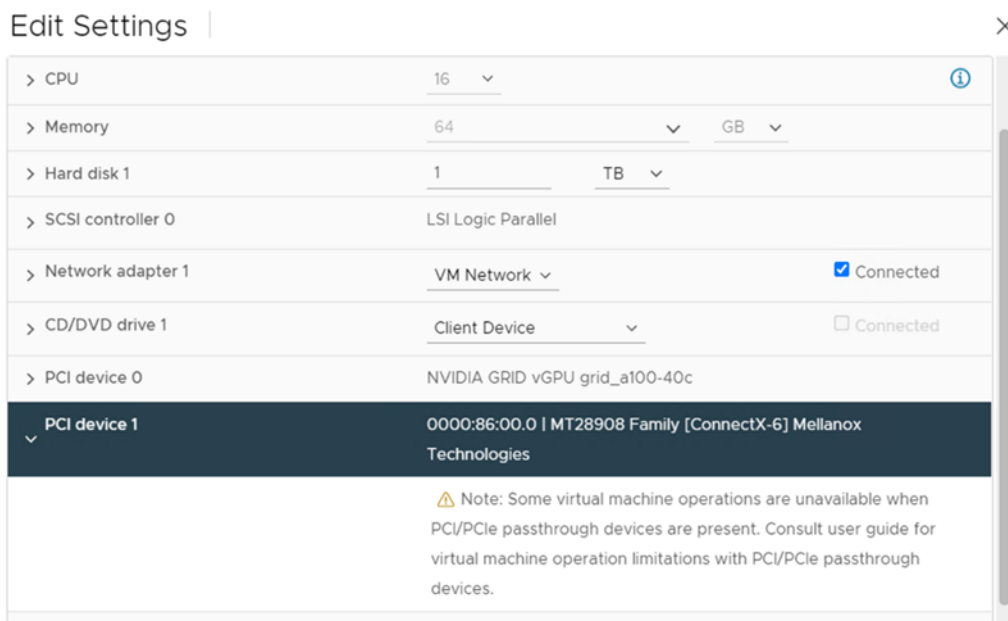 Edit Settings
CPU 16
Memory 64 GB
Hard disk 1 1 TB
SCSI controller 0 LSI Logic Parallel
Network adapter 1 VM Network Connected
CD/DVD drive 1 Client Device Connected
PCI device 0 NVIDIA GRID vGPU grid_a100-40c
PCI device 1 0000:86:00.0 | MT28908 Family [ConnectX-6] Mellanox
Technologies
Note: Some virtual machine operations are unavailable when
PCI/PCIe passthrough devices are present. Consult user guide for
virtual machine operation limitations with PCI/PCIe passthrough
devices.